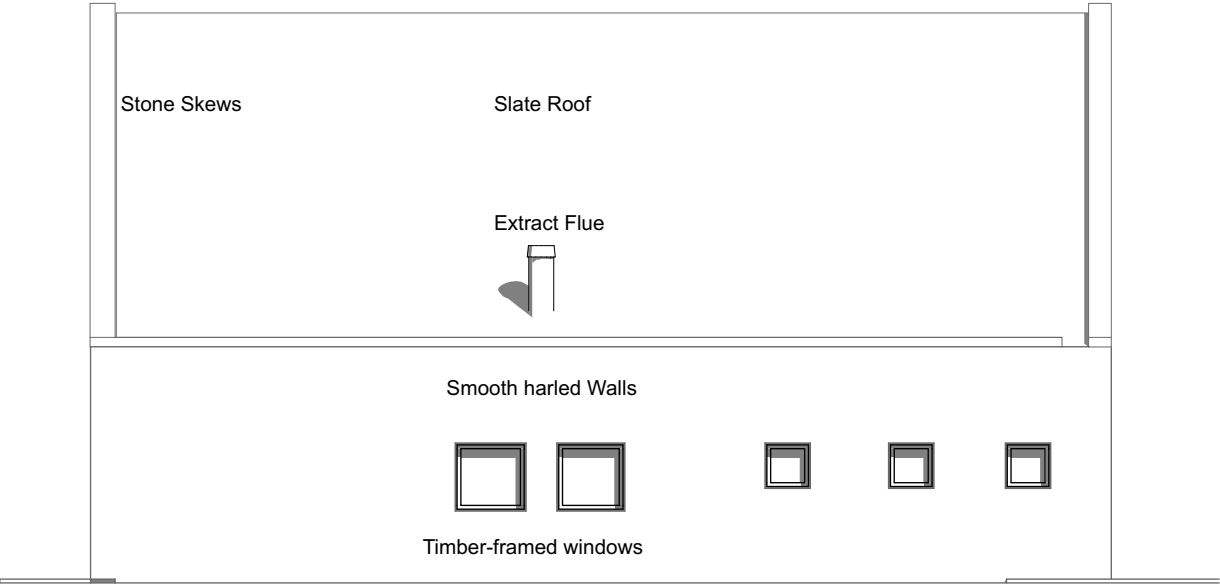 Stone Skews
Slate Roof
Extract Flue
Smooth harled Walls
Timber-framed windows